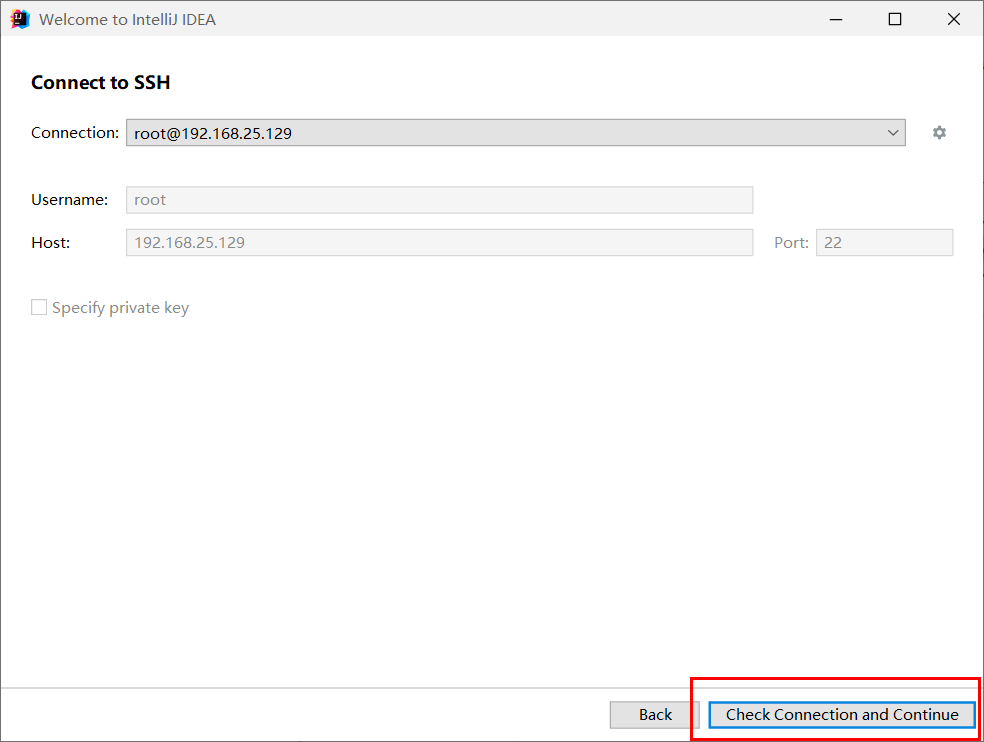 Welcome to IntelliJ IDEA
Connect to SSH
Connection: root@192.168.25.129
Username: root
Host: 192.168.25.129 Port: 22
Specify private key
Back Check Connection and Continue